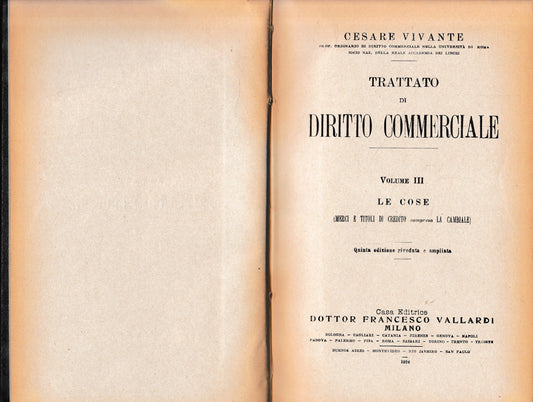 CESARE VIVANTE
PROF. ORDINARIO DI DIRITTO COMMERCIALE NELLA UNIVERSITÀ DI ROMA
SOCIO NAZ. DELLA REALE ACCADEMIA DEI LINCEI
TRATTATO
DI
DIRITTO COMMERCIALE
VOLUME III
LE COSE
(MERCI E TITOLI DI CREDITO compresa LA CAMBIALE)
Quinta edizione riveduta e ampliata
Casa Editrice
DOTTOR FRANCESCO VALLARDI
MILANO
BOLOGNA – CAGLIARI – CATANIA – FIRENZE – GENOVA – NAPOLI
PADOVA – PALERMO – PISA – ROMA – SASSARI – TORINO – TRENTO – TRIESTE
BUENOS AIRES – MONTEVIDEO – RIO JANEIRO – SAN PAULO
1924